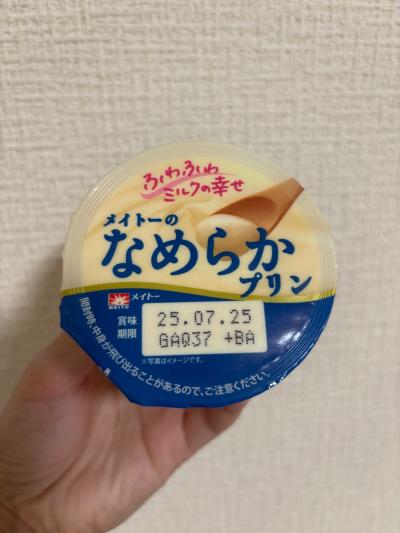 ふわふわ
ミルクの幸せ
メイトーの
なめらか
プリン
MEITO メイトー
賞味
期限
25.07.25
GAQ37 +BA
※写真はイメージです。
開封時、中身が飛び出ることがあるので、ご注意ください。